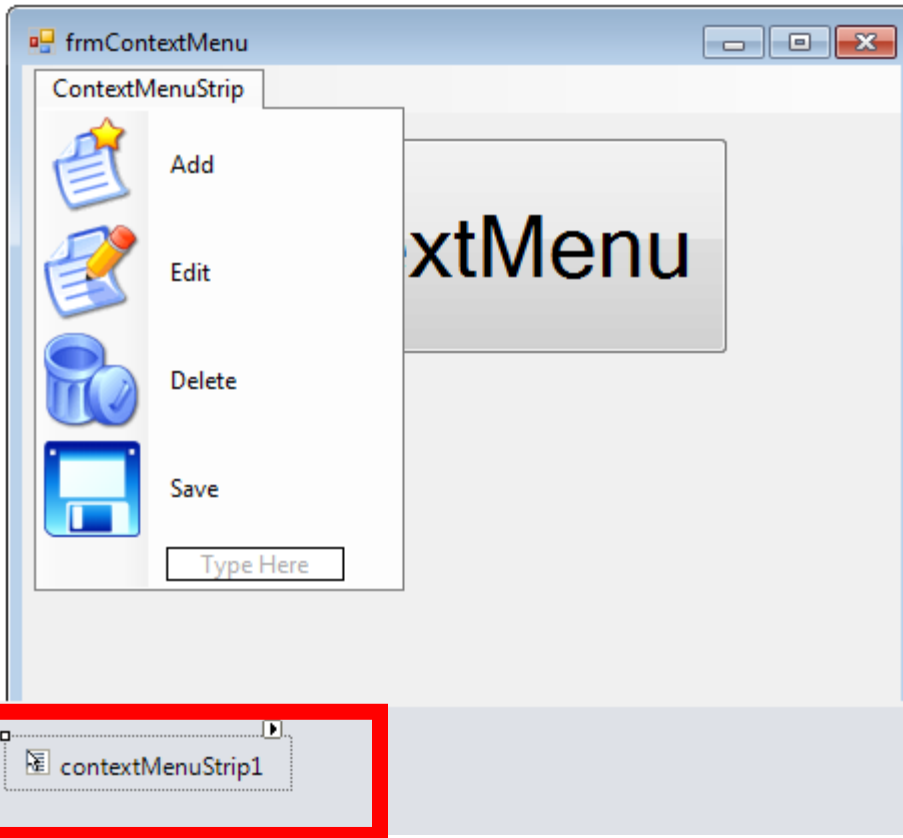 frmContextMenu
ContextMenuStrip
Add
xtMenu
Edit
Delete
Save
Type Here
contextMenuStrip1